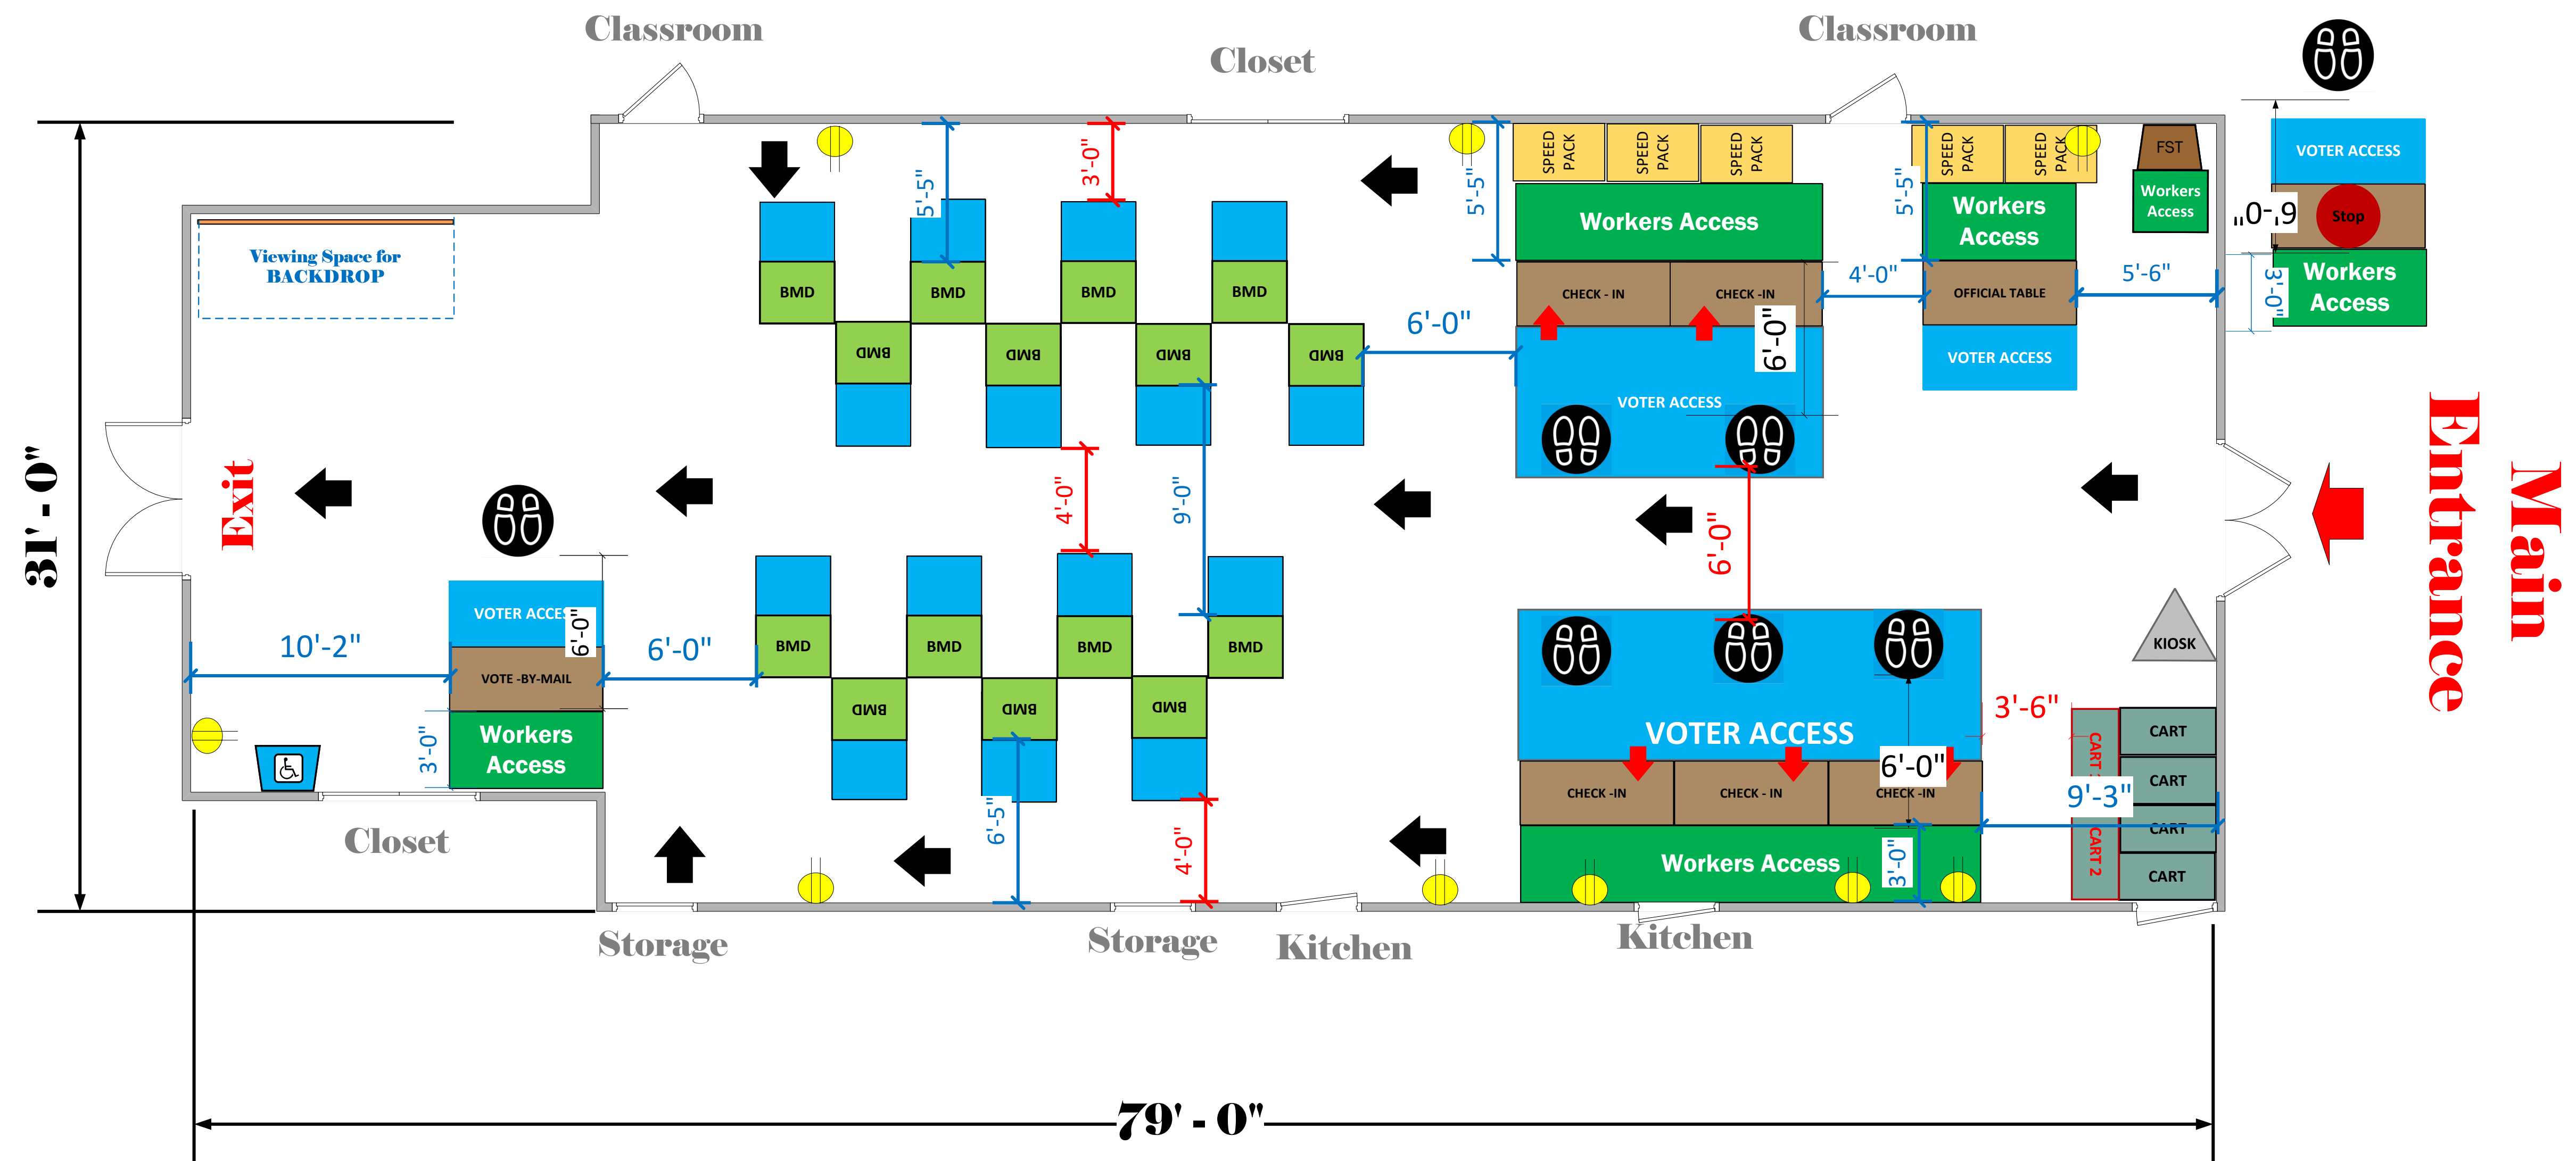 Classroom
Closet
Classroom
SPEED
PACK
SPEED
PACK
SPEED
PACK
SPEED
PACK
SPEED
PACK
FST
Workers
Access
VOTER ACCESS
Stop
6'-0"
Workers
Access
3'-0"
5'-5"
3'-0"
5'-5"
5'-5"
Workers Access
Workers
Access
Viewing Space for
BACKDROP
BMD
BMD
BMD
BMD
CHECK - IN
CHECK -IN
4'-0"
OFFICIAL TABLE
5'-6"
BMD
BMD
BMD
BMD
6'-0"
6'-0"
VOTER ACCESS
VOTER ACCESS
31' - 0"
Exit
4'-0"
9'-0"
6'-0"
Main
Entrance
VOTER ACCESS
6'-0"
10'-2"
VOTE -BY-MAIL
6'-0"
BMD
BMD
BMD
BMD
KIOSK
BMD
BMD
BMD
3'-0"
Workers
Access
VOTER ACCESS
3'-6"
CART
CART
CART
CART
CART
CART 2
6'-0"
9'-3"
CHECK -IN
CHECK - IN
CHECK -IN
6'-5"
4'-0"
Workers Access
3'-0"
Closet
Storage
Storage
Kitchen
Kitchen
79' - 0"